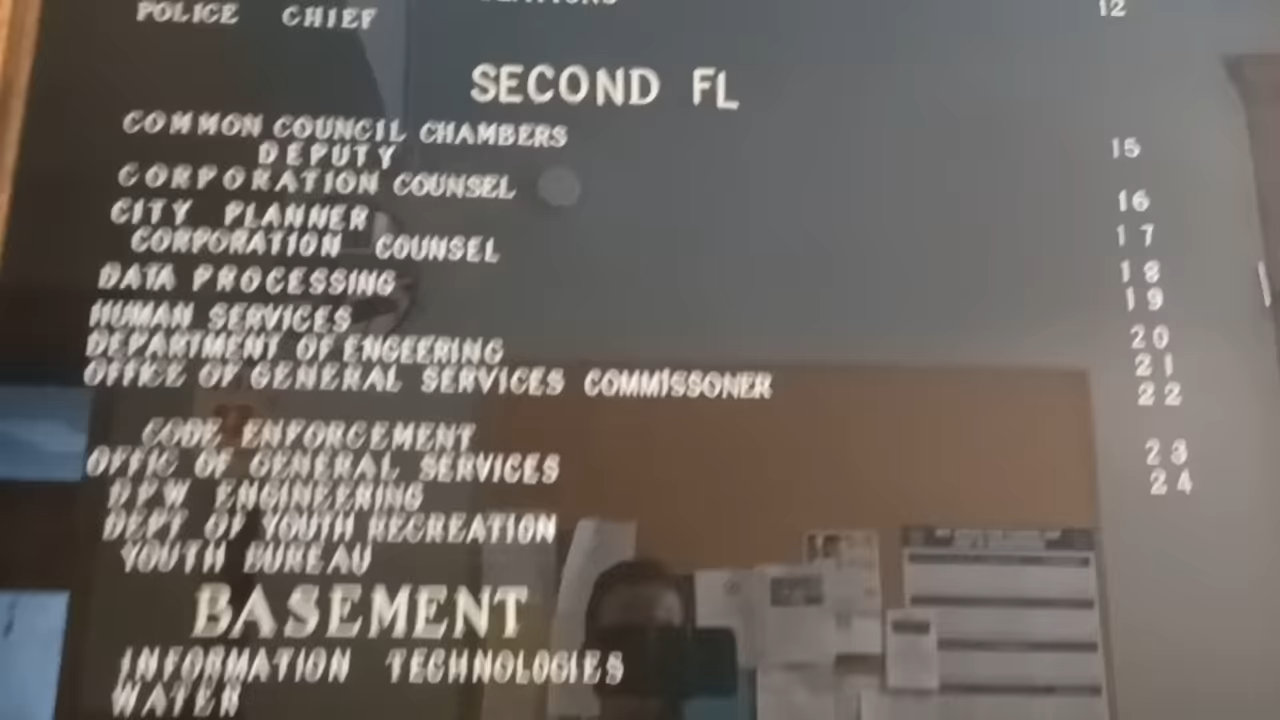 12
POLICE CHIEF
SECOND FL
COMMON COUNCIL CHAMBERS 15
DEPUTY
CORPORATION COUNSEL 16
CITY PLANNER 17
CORPORATION COUNSEL 18
DATA PROCESSING 19
HUMAN SERVICES 20
DEPARTMENT OF ENGEERING 21
OFFICE OF GENERAL SERVICES COMMISSONER 22
CODE ENFORCEMENT 23
OFFIC OF GENERAL SERVICES 24
DPW ENGINEERING
DEPT OF YOUTH RECREATION
YOUTH BUREAU
BASEMENT
INFORMATION TECHNOLOGIES
WATER